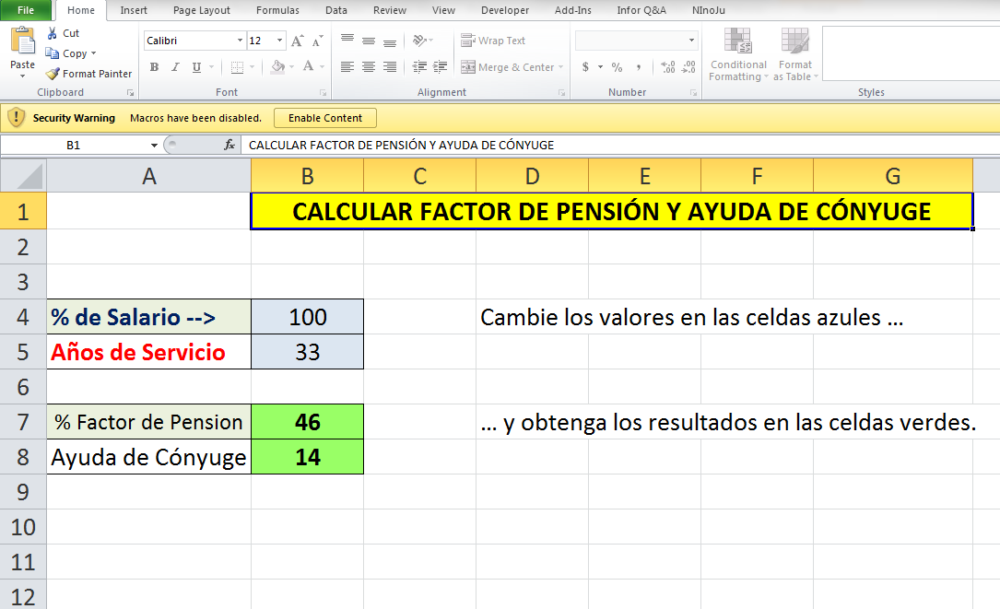 File Home Insert Page Layout Formulas Data Review View Developer Add-Ins Infor Q&A NInoJu
Cut
Copy
Format Painter
Paste
Clipboard
Calibri 12 A A
B I U A
Font
Wrap Text
Merge & Center
Alignment
$ % , .00 .00
Number
Conditional Formatting
Format as Table
Styles
Security Warning Macros have been disabled. Enable Content
B1 fx CALCULAR FACTOR DE PENSIÓN Y AYUDA DE CÓNYUGE
A B C D E F G
1 CALCULAR FACTOR DE PENSIÓN Y AYUDA DE CÓNYUGE
2
3
4 % de Salario --> 100 Cambie los valores en las celdas azules ...
5 Años de Servicio 33
6
7 % Factor de Pension 46 ... y obtenga los resultados en las celdas verdes.
8 Ayuda de Cónyuge 14
9
10
11
12